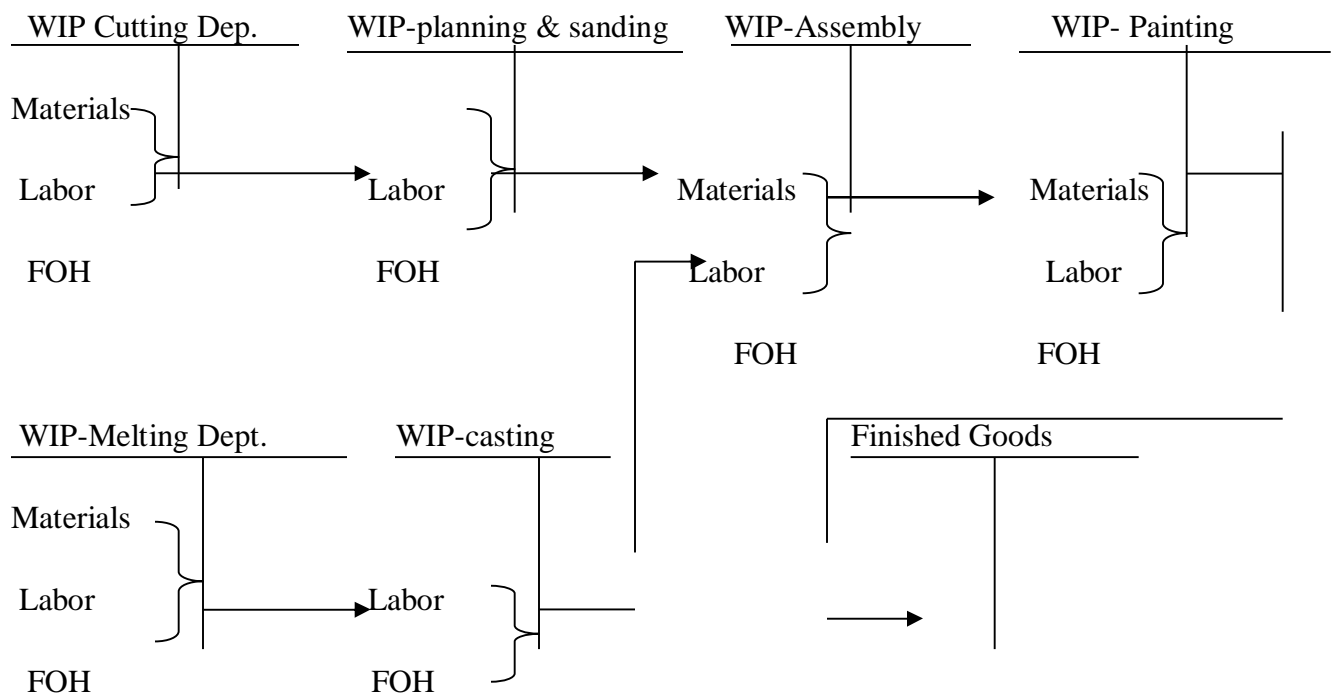 WIP Cutting Dep. WIP-planning & sanding WIP-Assembly WIP- Painting
Materials
Labor Labor Materials Materials
FOH FOH Labor Labor
FOH FOH
WIP-Melting Dept. WIP-casting Finished Goods
Materials
Labor Labor
FOH FOH